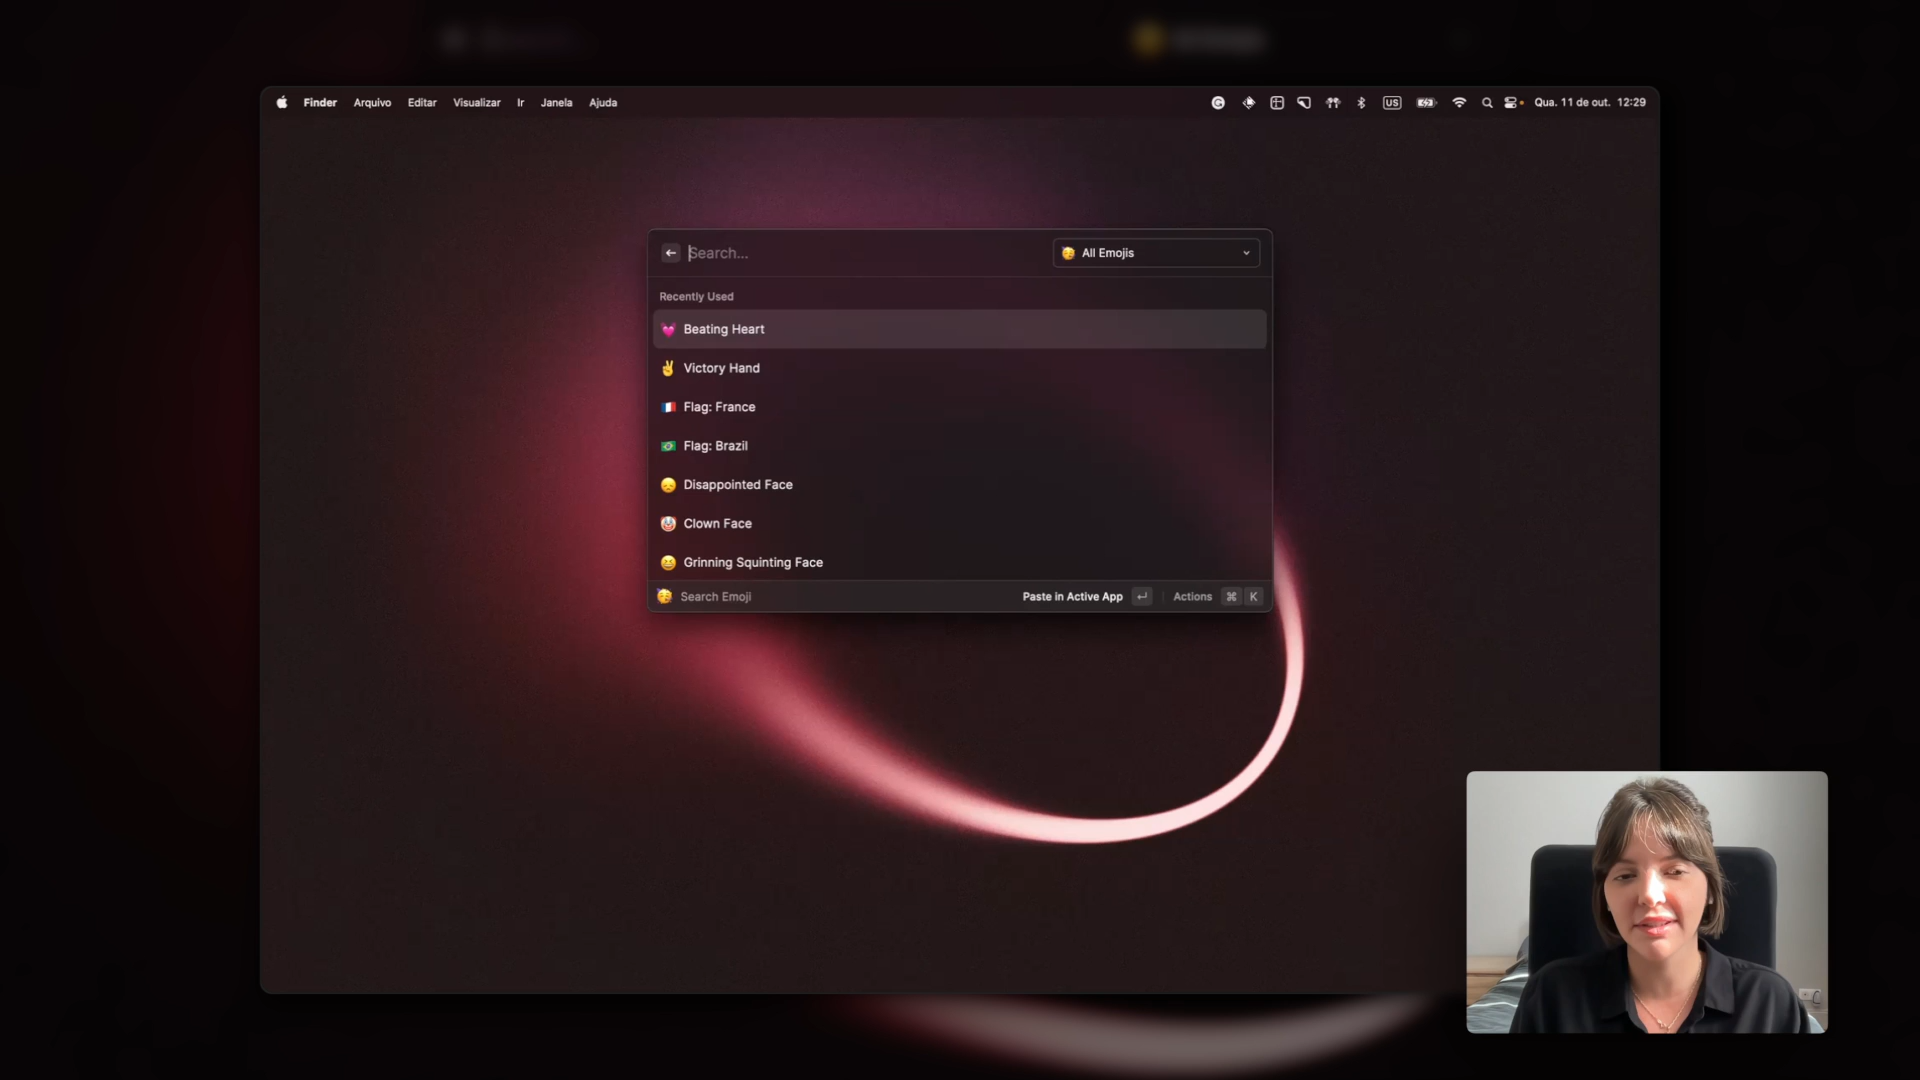 Finder Arquivo Editar Visualizar Ir Janela Ajuda US Qua. 11 de out. 12:29
Search... All Emojis
Recently Used
Beating Heart
Victory Hand
Flag: France
Flag: Brazil
Disappointed Face
Clown Face
Grinning Squinting Face
Search Emoji Paste in Active App Actions ⌘ K